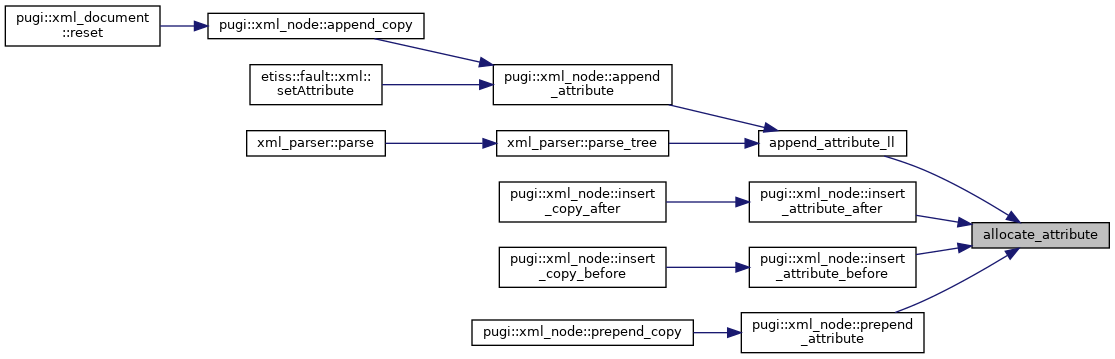 pugi::xml_document
::reset
pugi::xml_node::append_copy
etiss::fault::xml::
setAttribute
pugi::xml_node::append
_attribute
xml_parser::parse
xml_parser::parse_tree
append_attribute_ll
pugi::xml_node::insert
_copy_after
pugi::xml_node::insert
_attribute_after
allocate_attribute
pugi::xml_node::insert
_copy_before
pugi::xml_node::insert
_attribute_before
pugi::xml_node::prepend_copy
pugi::xml_node::prepend
_attribute